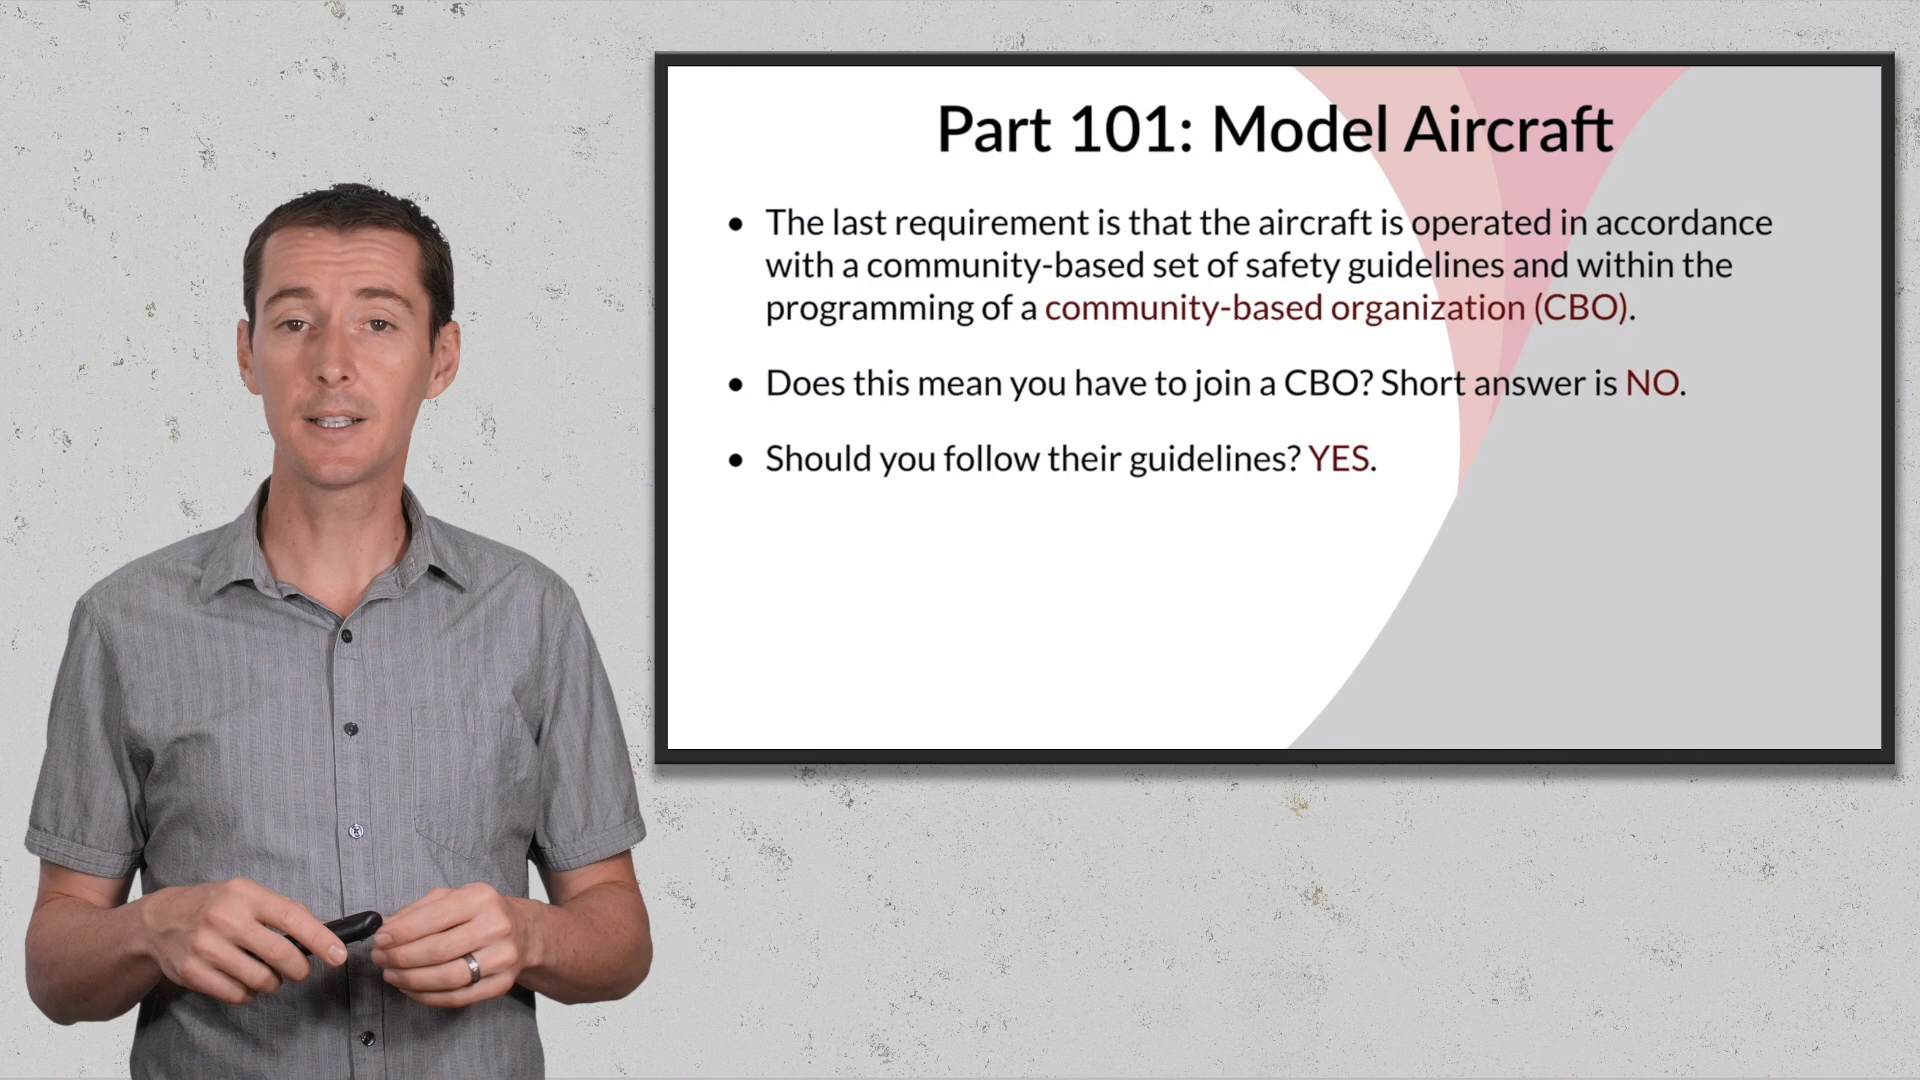 Part 101: Model Aircraft
• The last requirement is that the aircraft is operated in accordance
with a community-based set of safety guidelines and within the
programming of a community-based organization (CBO).
• Does this mean you have to join a CBO? Short answer is NO.
• Should you follow their guidelines? YES.